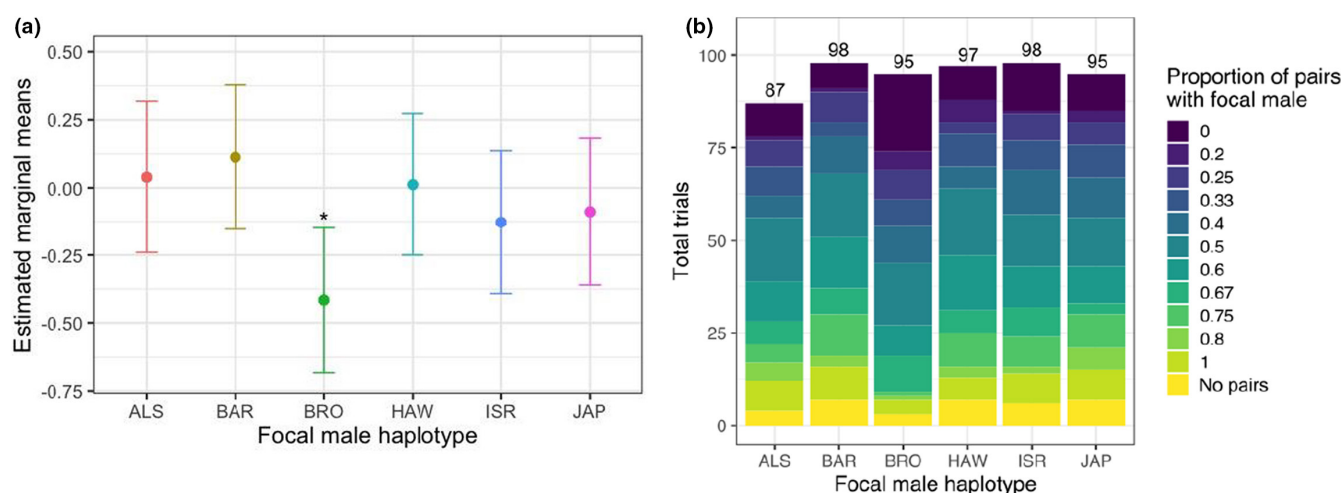 (a)
Estimated marginal means
0.50
0.25
0.00
-0.25
-0.50
-0.75
*
ALS BAR BRO HAW ISR JAP
Focal male haplotype
(b)
Total trials
100
75
50
25
0
87 98 95 97 98 95
ALS BAR BRO HAW ISR JAP
Focal male haplotype
Proportion of pairs
with focal male
0
0.2
0.25
0.33
0.4
0.5
0.6
0.67
0.75
0.8
1
No pairs